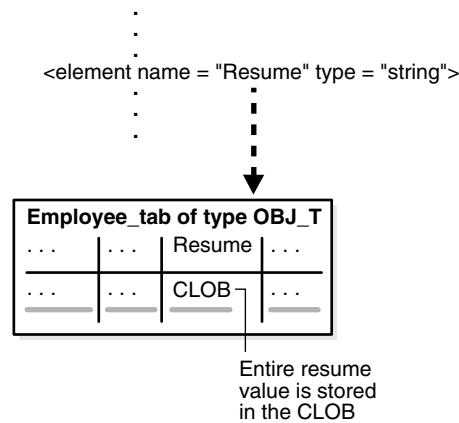 .
.
.
<element name = "Resume" type = "string">
.
.
.
Employee_tab of type OBJ_T
. . . . . . Resume . . .
. . . . . . CLOB . . .
Entire resume
value is stored
in the CLOB